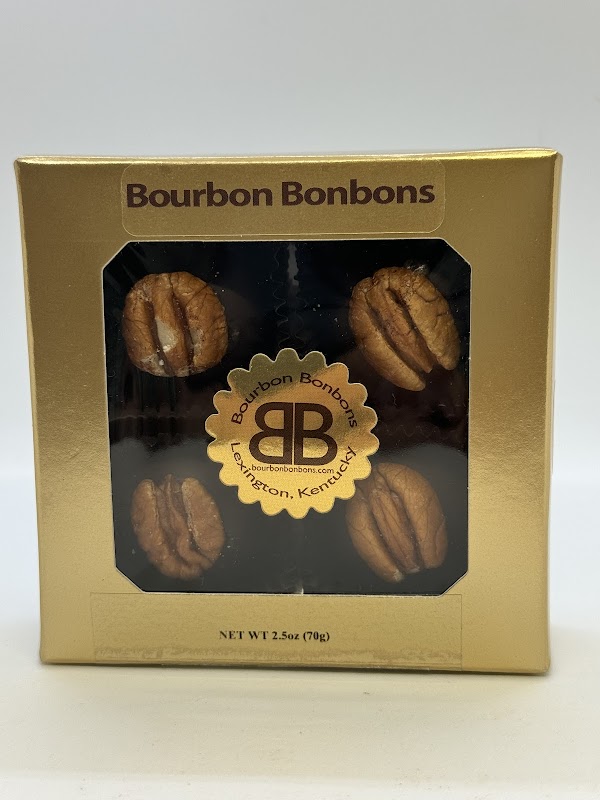 Bourbon Bonbons
Bourbon Bonbons
BB
bourbonbonbons.com
Lexington, Kentucky
NET WT 2.5oz (70g)